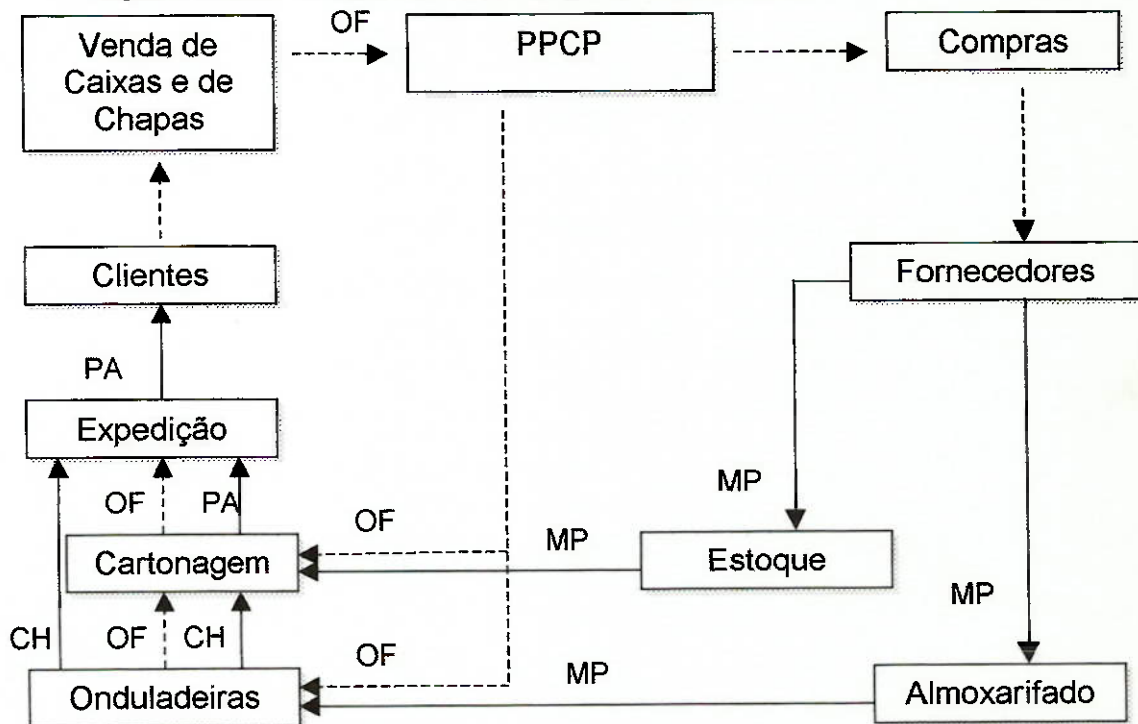 OF
Venda de
Caixas e de
Chapas
PPCP
Compras
Clientes
Fornecedores
PA
Expedição
MP
OF
PA
OF
MP
Cartonagem
Estoque
MP
CH
OF
CH
OF
MP
Onduladeiras
Almoxarifado